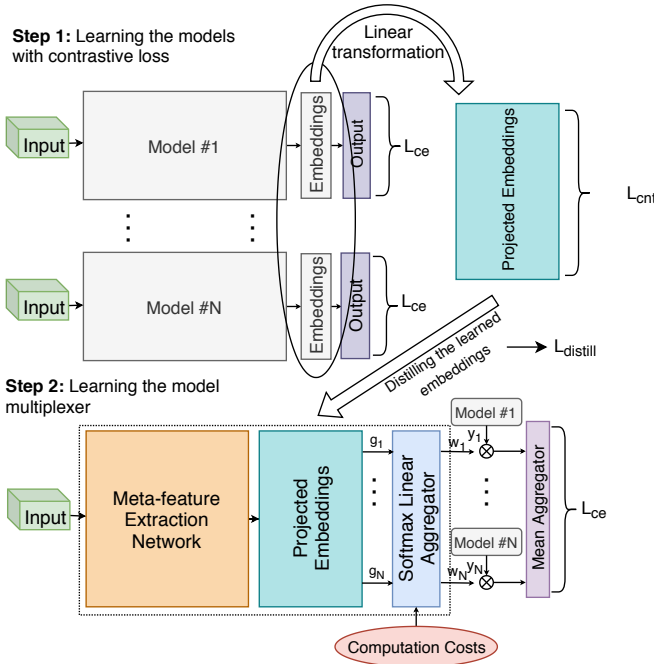 Step 1: Learning the models
with contrastive loss
Linear
transformation
Input
Model #1
Embeddings
Output
L_ce
Projected Embeddings
L_cnt
Input
Model #N
Embeddings
Output
L_ce
Distilling the learned
embeddings
L_distill
Step 2: Learning the model
multiplexer
Input
Meta-feature
Extraction
Network
Projected
Embeddings
g_1
g_N
Softmax Linear
Aggregator
w_1
y_1
Model #1
w_N
y_N
Model #N
Mean Aggregator
L_ce
Computation Costs